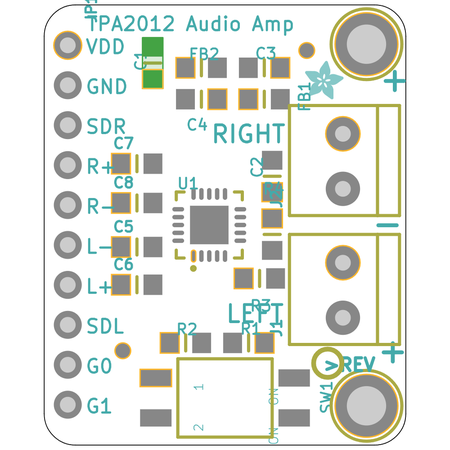 JP1
TPA2012 Audio Amp
VDD
C1
FB2
C3
GND
FB1
SDR
C4
RIGHT
C7
R+
C2
C8
U1
R-
C5
L-
C6
L+
R3
LEFT
SDL
R2
R1
J1
G0
>REV
1
ON
SW1
G1
2
ON